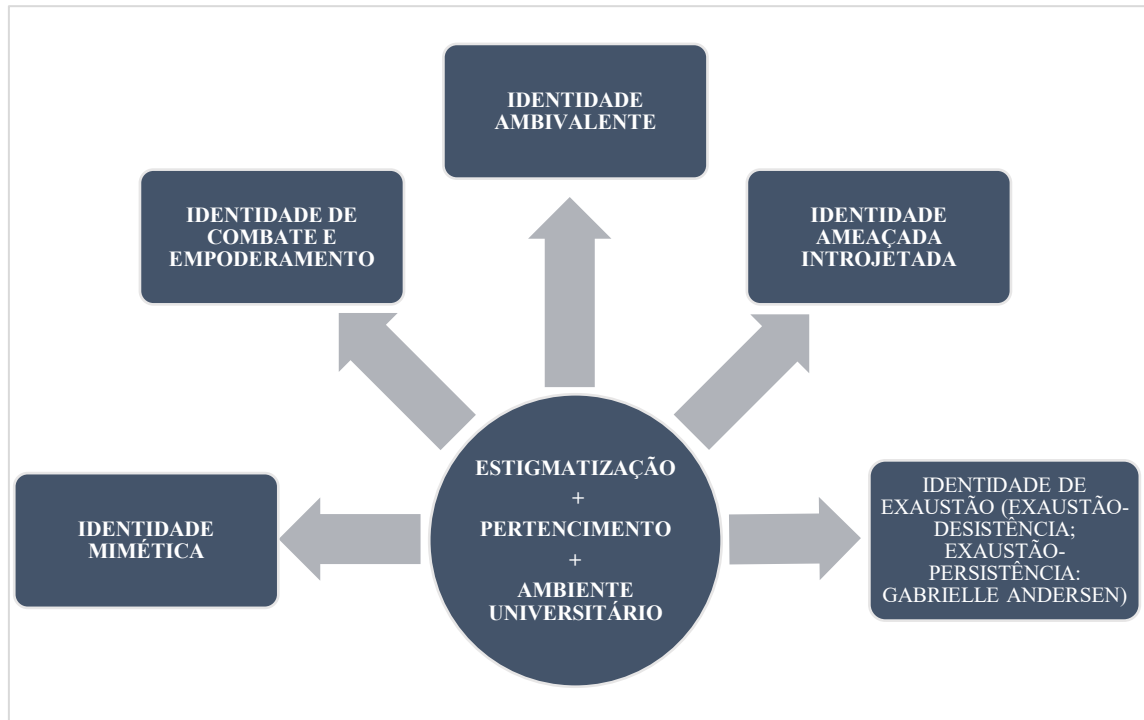 IDENTIDADE
AMBIVALENTE
IDENTIDADE DE
COMBATE E
EMPODERAMENTO
IDENTIDADE
AMEAÇADA
INTROJETADA
IDENTIDADE
MIMÉTICA
ESTIGMATIZAÇÃO
+
PERTENCIMENTO
+
AMBIENTE
UNIVERSITÁRIO
IDENTIDADE DE
EXAUSTÃO (EXAUSTÃO-
DESISTÊNCIA;
EXAUSTÃO-
PERSISTÊNCIA:
GABRIELLE ANDERSEN)